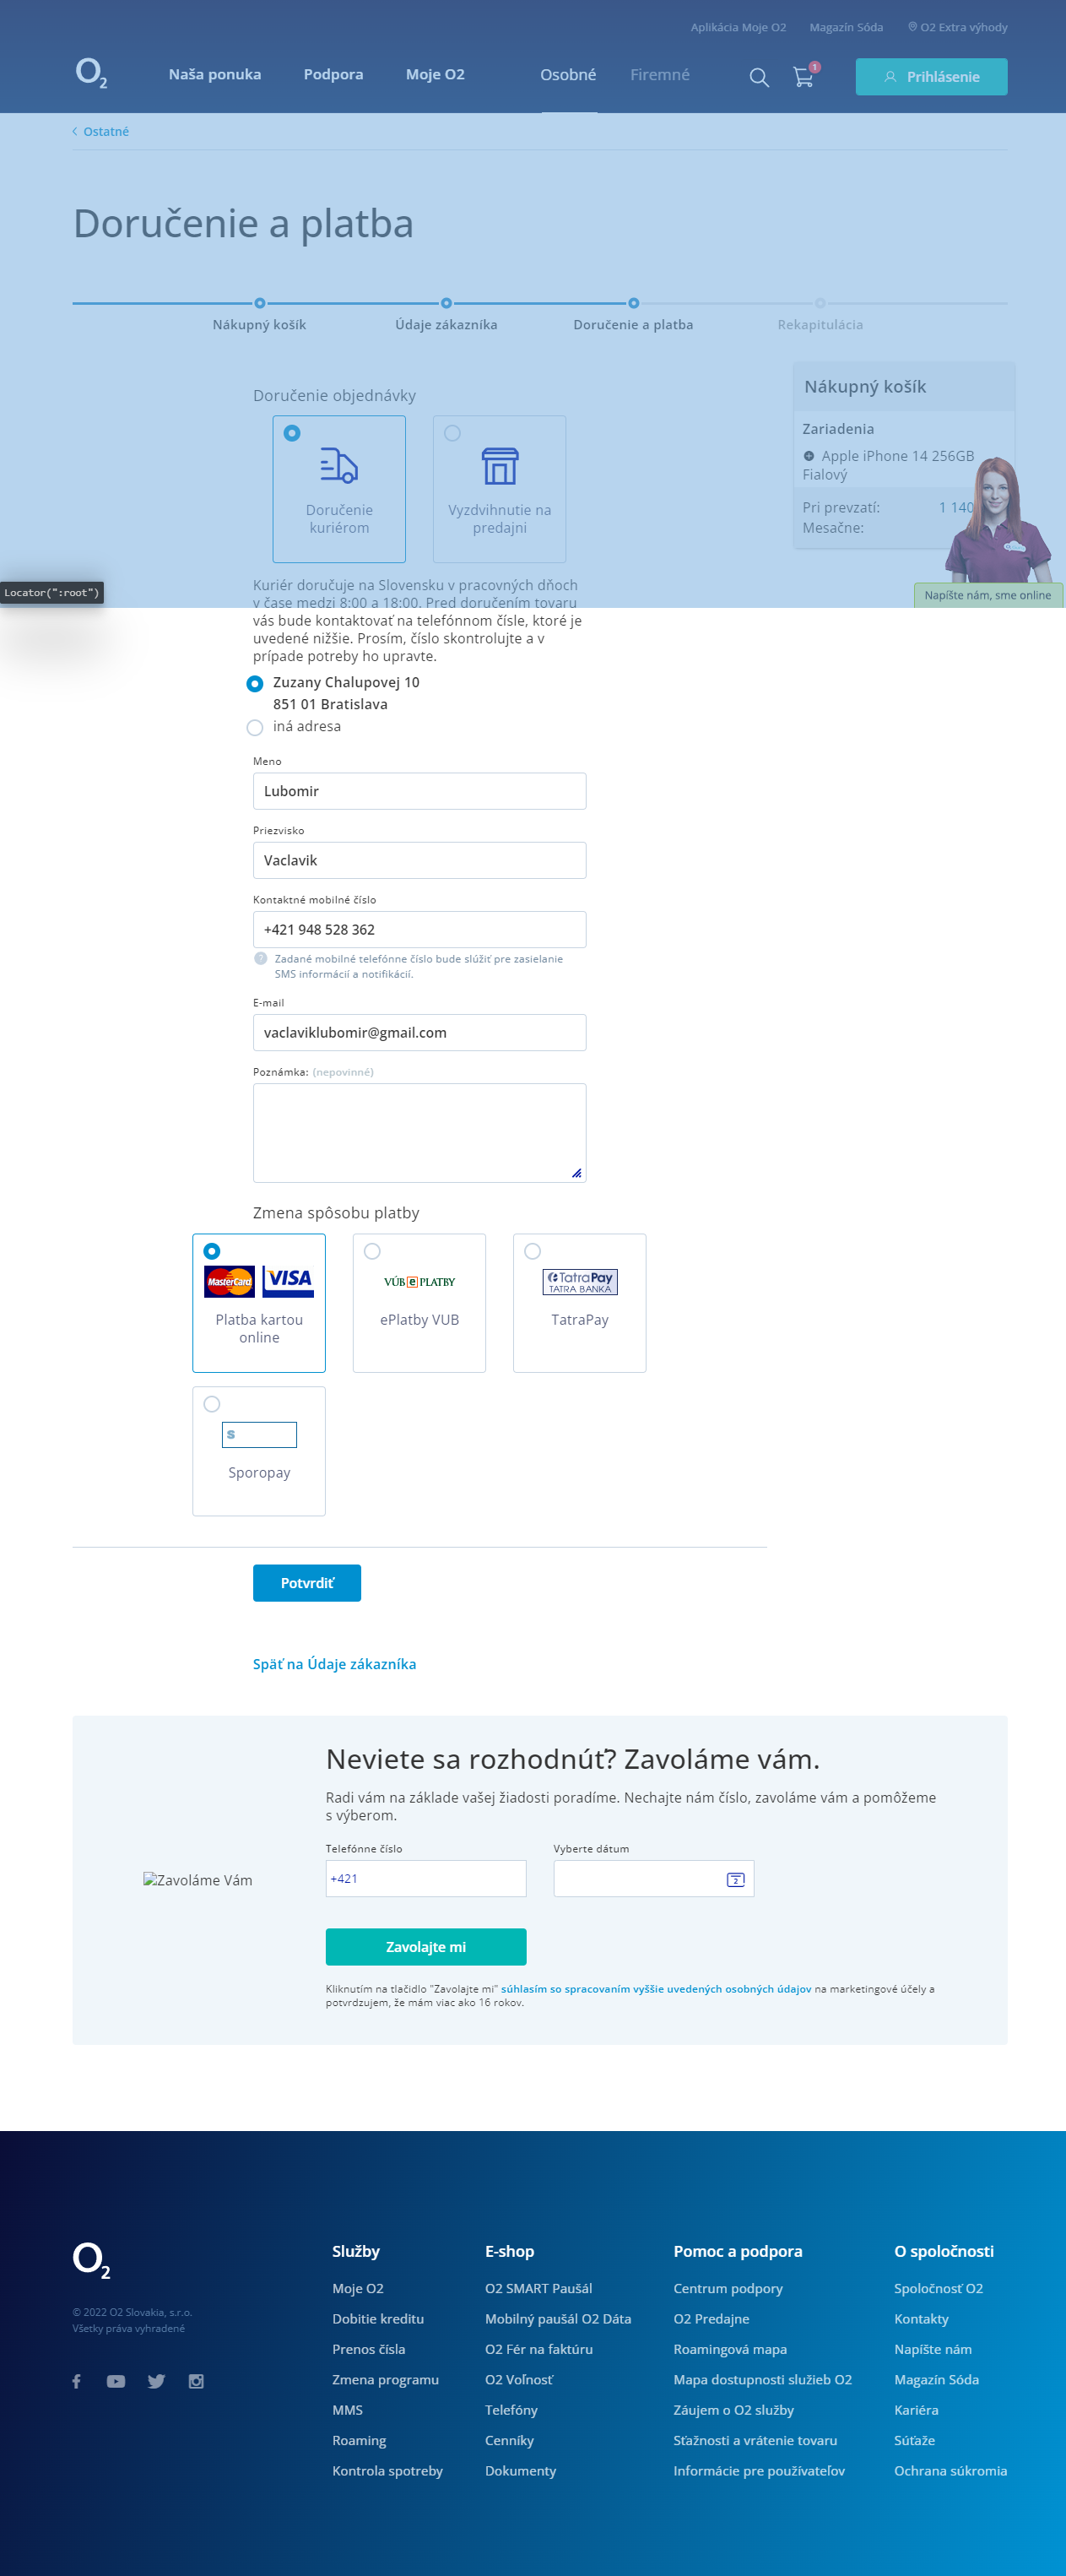 Aplikácia Moje O2 Magazín Sóda O2 Extra výhody
O2 Naša ponuka Podpora Moje O2 Osobné Firemné 1 Prihlásenie
Ostatné
Doručenie a platba
Nákupný košík Údaje zákazníka Doručenie a platba Rekapitulácia
Nákupný košík
Zariadenia
Apple iPhone 14 256GB
Fialový
Pri prevzatí: 1 140
Mesačne:
Napíšte nám, sme online
Doručenie objednávky
Doručenie
kuriérom
Vyzdvihnutie na
predajni
Locator(":root")
Kuriér doručuje na Slovensku v pracovných dňoch
v čase medzi 8:00 a 18:00. Pred doručením tovaru
vás bude kontaktovať na telefónnom čísle, ktoré je
uvedené nižšie. Prosím, číslo skontrolujte a v
prípade potreby ho upravte.
Zuzany Chalupovej 10
851 01 Bratislava
iná adresa
Meno
Lubomir
Priezvisko
Vaclavik
Kontaktné mobilné číslo
+421 948 528 362
? Zadané mobilné telefónne číslo bude slúžiť pre zasielanie
SMS informácií a notifikácií.
E-mail
vaclaviklubomir@gmail.com
Poznámka: (nepovinné)
Zmena spôsobu platby
MasterCard VISA
Platba kartou
online
VÚB e PLATBY
ePlatby VUB
TatraPay
TATRA BANKA
TatraPay
S
Sporopay
Potvrdiť
Späť na Údaje zákazníka
Neviete sa rozhodnúť? Zavoláme vám.
Radi vám na základe vašej žiadosti poradíme. Nechajte nám číslo, zavoláme vám a pomôžeme
s výberom.
Zavoláme Vám
Telefónne číslo Vyberte dátum
+421 2
Zavolajte mi
Kliknutím na tlačidlo "Zavolajte mi" súhlasím so spracovaním vyššie uvedených osobných údajov na marketingové účely a
potvrdzujem, že mám viac ako 16 rokov.
O2
© 2022 O2 Slovakia, s.r.o.
Všetky práva vyhradené
Služby
Moje O2
Dobitie kreditu
Prenos čísla
Zmena programu
MMS
Roaming
Kontrola spotreby
E-shop
O2 SMART Paušál
Mobilný paušál O2 Dáta
O2 Fér na faktúru
O2 Voľnosť
Telefóny
Cenníky
Dokumenty
Pomoc a podpora
Centrum podpory
O2 Predajne
Roamingová mapa
Mapa dostupnosti služieb O2
Záujem o O2 služby
Sťažnosti a vrátenie tovaru
Informácie pre používateľov
O spoločnosti
Spoločnosť O2
Kontakty
Napíšte nám
Magazín Sóda
Kariéra
Súťaže
Ochrana súkromia